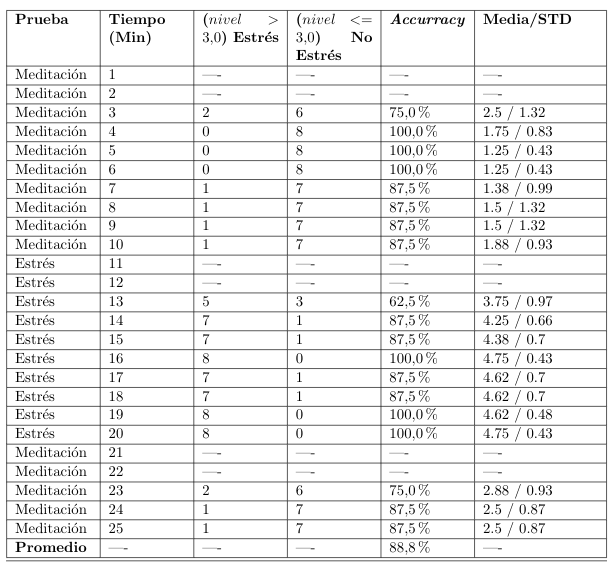 Prueba Tiempo (Min) (nivel > 3,0) Estrés (nivel <= 3,0) No Estrés Accurracy Media/STD
Meditación 1 —- —- —- —-
Meditación 2 —- —- —- —-
Meditación 3 2 6 75,0 % 2.5 / 1.32
Meditación 4 0 8 100,0 % 1.75 / 0.83
Meditación 5 0 8 100,0 % 1.25 / 0.43
Meditación 6 0 8 100,0 % 1.25 / 0.43
Meditación 7 1 7 87,5 % 1.38 / 0.99
Meditación 8 1 7 87,5 % 1.5 / 1.32
Meditación 9 1 7 87,5 % 1.5 / 1.32
Meditación 10 1 7 87,5 % 1.88 / 0.93
Estrés 11 —- —- —- —-
Estrés 12 —- —- —- —-
Estrés 13 5 3 62,5 % 3.75 / 0.97
Estrés 14 7 1 87,5 % 4.25 / 0.66
Estrés 15 7 1 87,5 % 4.38 / 0.7
Estrés 16 8 0 100,0 % 4.75 / 0.43
Estrés 17 7 1 87,5 % 4.62 / 0.7
Estrés 18 7 1 87,5 % 4.62 / 0.7
Estrés 19 8 0 100,0 % 4.62 / 0.48
Estrés 20 8 0 100,0 % 4.75 / 0.43
Meditación 21 —- —- —- —-
Meditación 22 —- —- —- —-
Meditación 23 2 6 75,0 % 2.88 / 0.93
Meditación 24 1 7 87,5 % 2.5 / 0.87
Meditación 25 1 7 87,5 % 2.5 / 0.87
Promedio —- —- —- 88,8 % —-